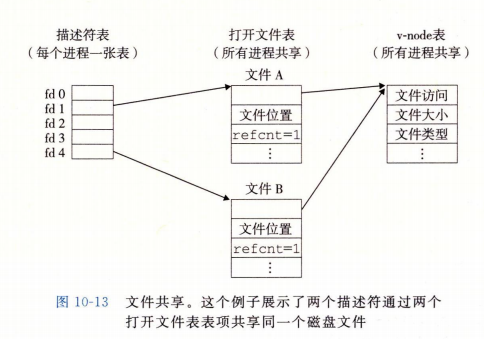 描述符表
（每个进程一张表）
打开文件表
（所有进程共享）
v-node表
（所有进程共享）
文件 A
fd 0
fd 1
fd 2
fd 3
fd 4
文件位置
refcnt=1
⋮
文件访问
文件大小
文件类型
⋮
文件 B
文件位置
refcnt=1
⋮
图 10-13 文件共享。这个例子展示了两个描述符通过两个
打开文件表表项共享同一个磁盘文件